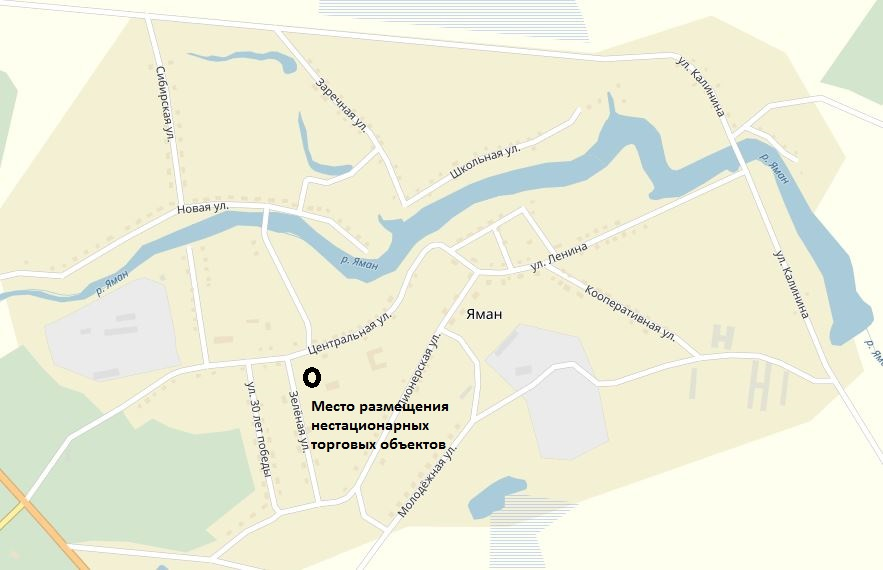 ул. Калинина
Сибирская ул.
Заречная ул.
Школьная ул.
р. Яман
Новая ул.
р. Яман
ул. Ленина
ул. Калинина
р. Яман
Кооперативная ул.
Яман
Центральная ул.
р. Яма
Пионерская ул.
ул. 30 лет победы
Зелёная ул.
Место размещения
нестационарных
торговых объектов
Молодёжная ул.